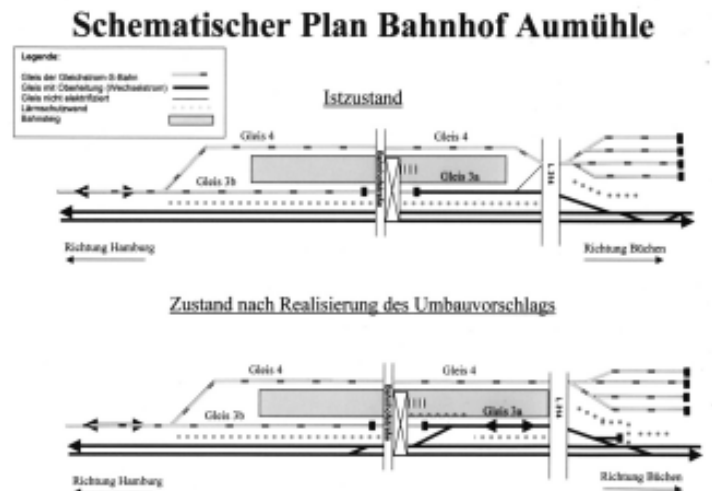 Schematischer Plan Bahnhof Aumühle
Legende:
Gleis der Gleichstrom-S-Bahn
Gleis mit Oberleitung (Wechselstrom)
Gleis nicht elektrifiziert
Lärmschutzwand
Bahnsteig
Istzustand
Gleis 4
Gleis 4
Gleis 3b
Gleis 3a
L 314
Richtung Hamburg
Richtung Büchen
Zustand nach Realisierung des Umbauvorschlags
Gleis 4
Gleis 4
Gleis 3b
Gleis 3a
L 314
Richtung Hamburg
Richtung Büchen